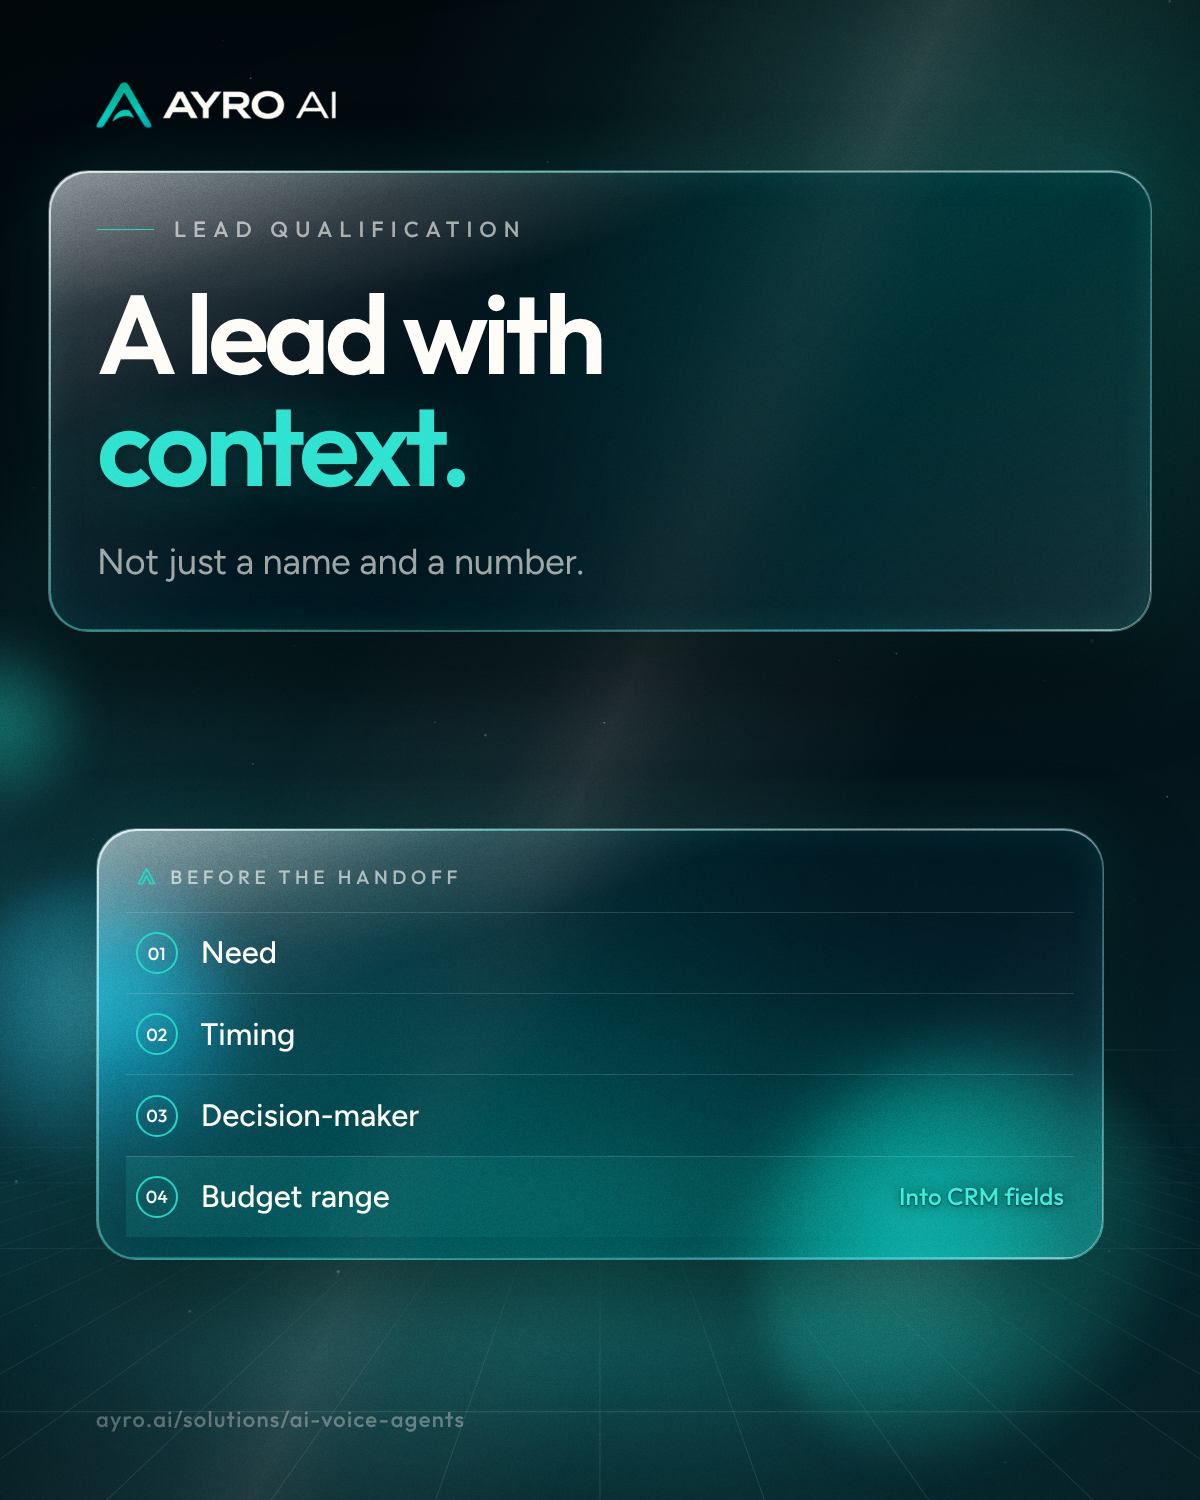 AYRO AI
LEAD QUALIFICATION
A lead with
context.
Not just a name and a number.
BEFORE THE HANDOFF
01 Need
02 Timing
03 Decision-maker
04 Budget range Into CRM fields
ayro.ai/solutions/ai-voice-agents